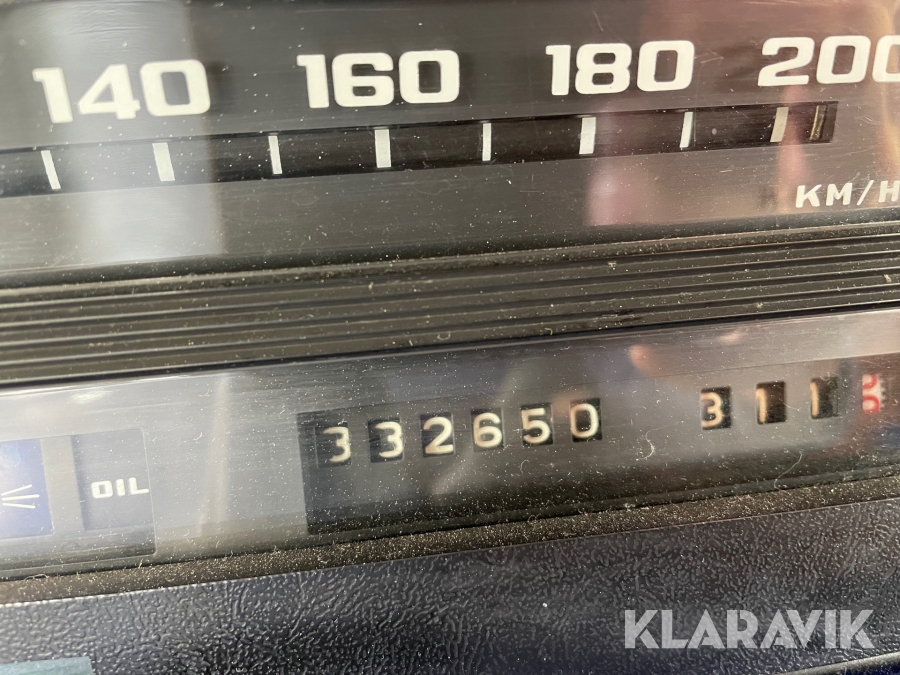 140 160 180 200
KM/H
332650 311
OIL
KLARAVIK